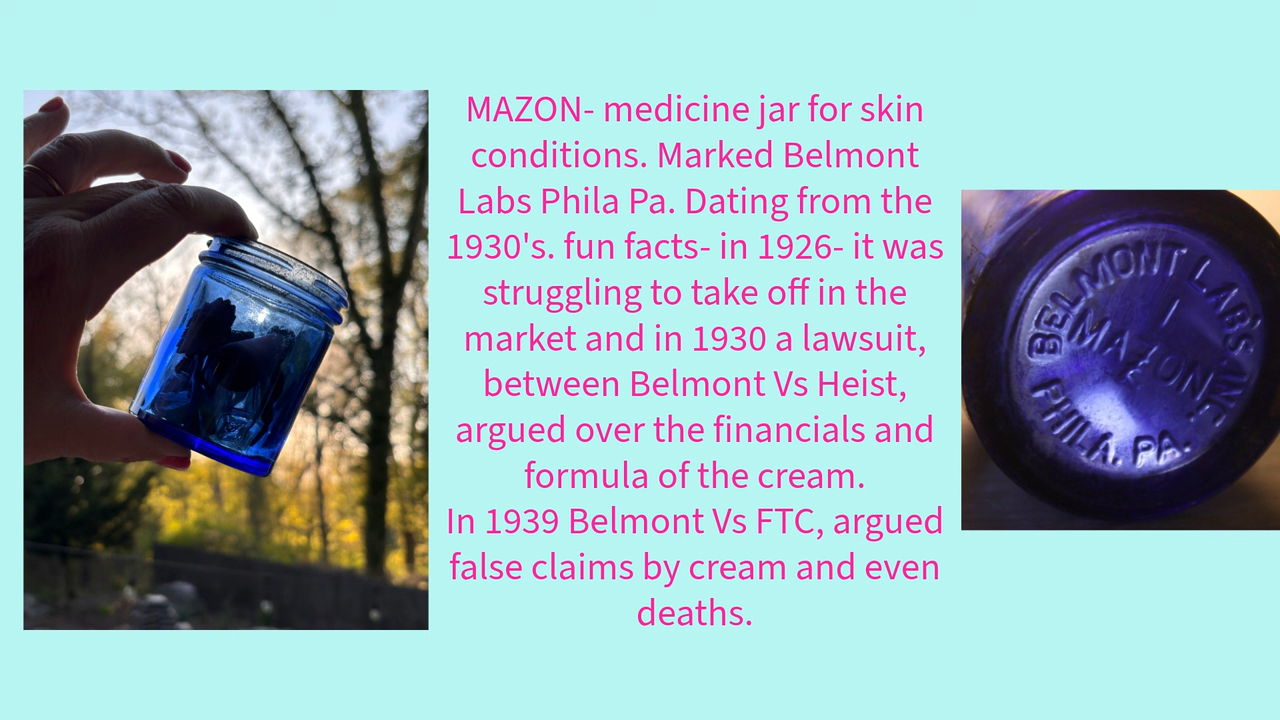 MAZON- medicine jar for skin
conditions. Marked Belmont
Labs Phila Pa. Dating from the
1930's. fun facts- in 1926- it was
struggling to take off in the
market and in 1930 a lawsuit,
between Belmont Vs Heist,
argued over the financials and
formula of the cream.
In 1939 Belmont Vs FTC, argued
false claims by cream and even
deaths.
BELMONT LABS INC.
1
MAZON
PHILA. PA.